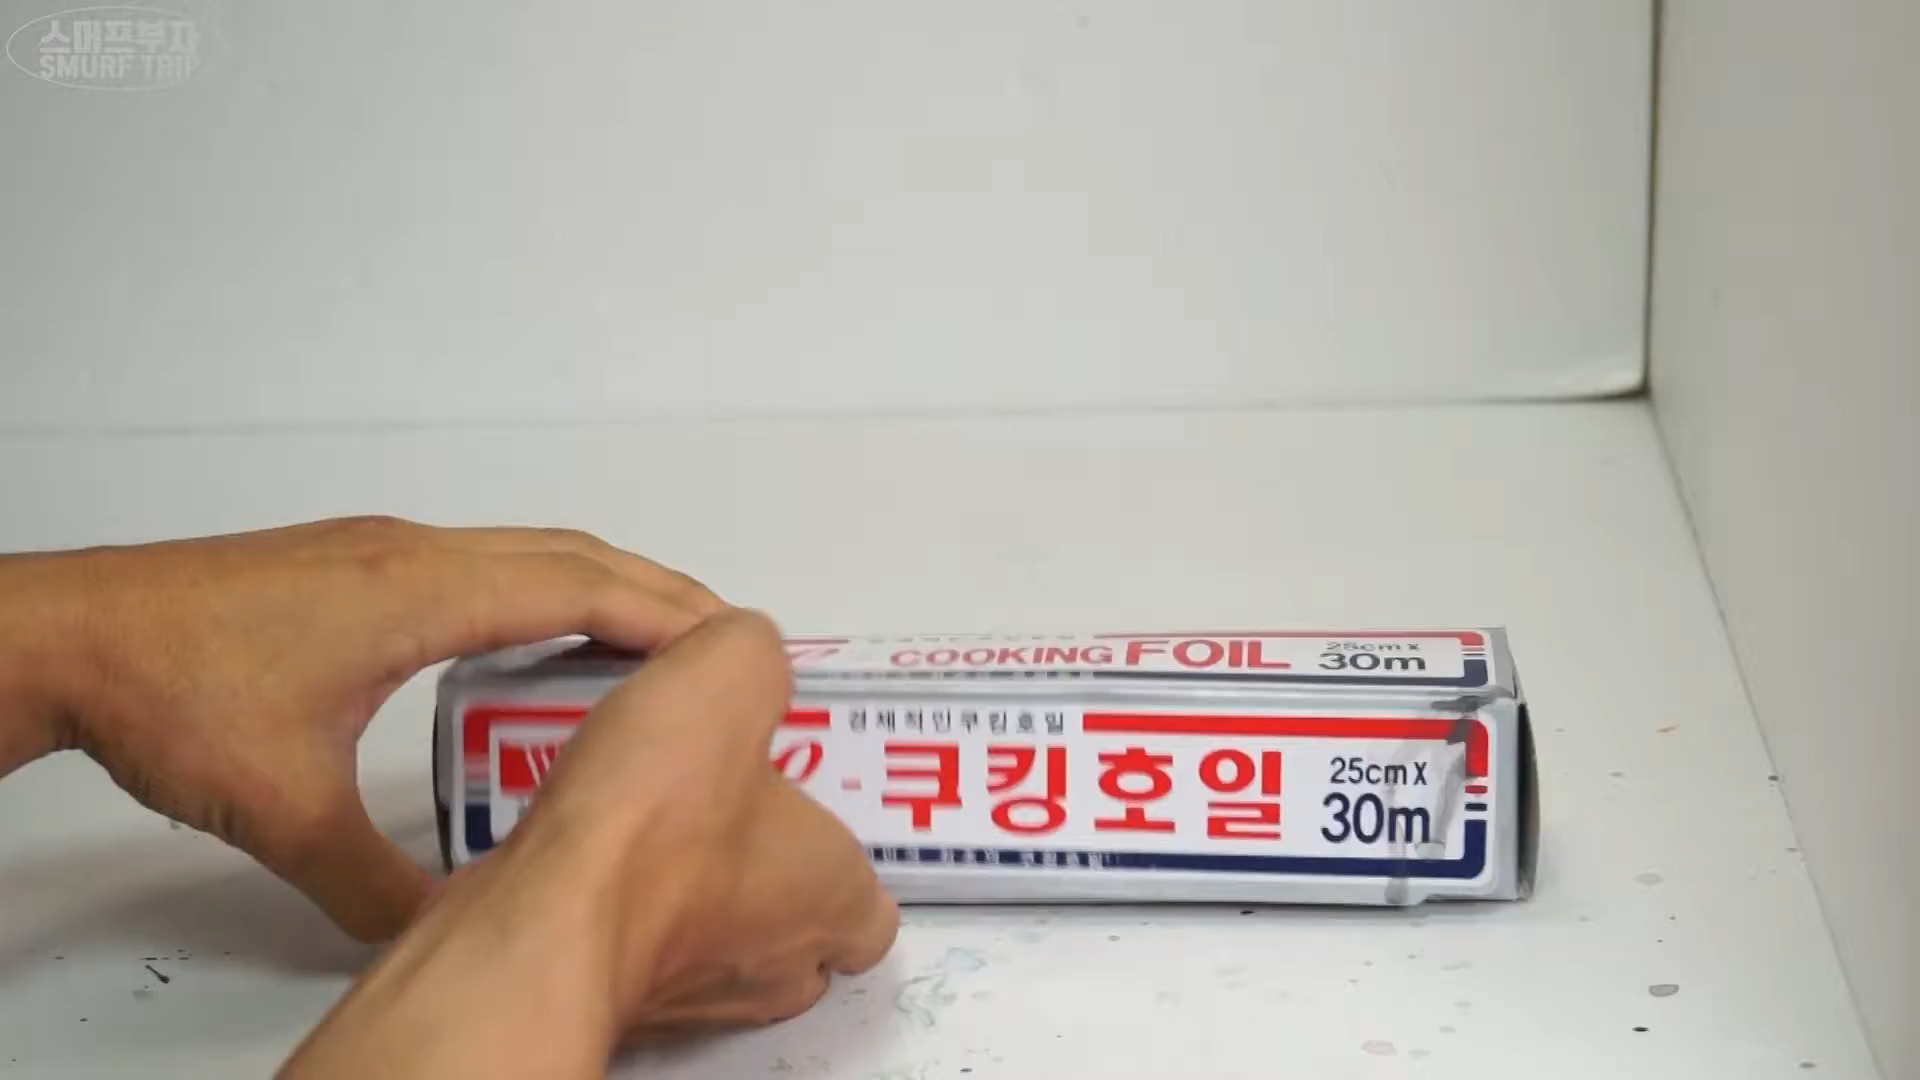 스머프부자
SMURF TRIP
COOKING FOIL 25cm x
30m
경제적인쿠킹호일
- 쿠킹호일 25cm x
30m